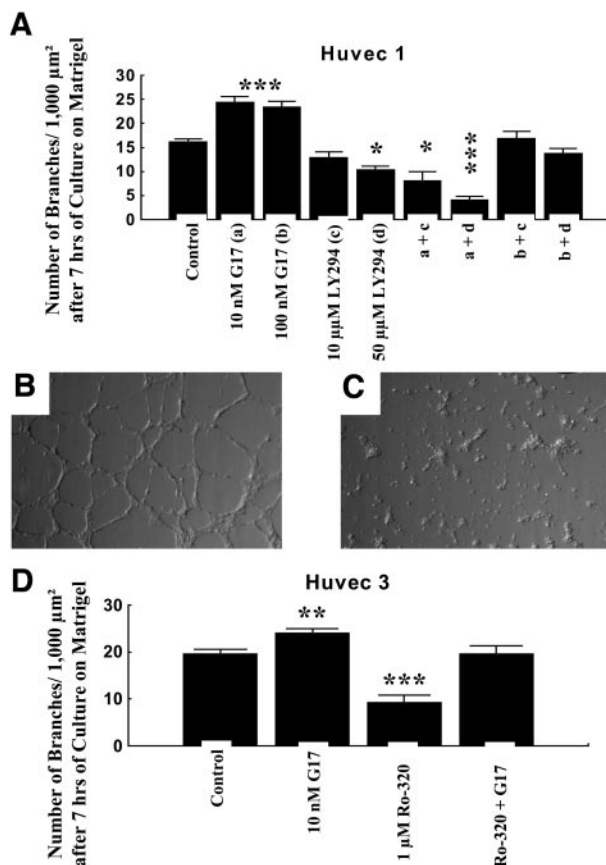 A
Huvec 1
Number of Branches/ 1,000 µm²
after 7 hrs of Culture on Matrigel
30
25
20
15
10
5
0
***
*
*
***
Control
10 nM G17 (a)
100 nM G17 (b)
10 µµM LY294 (c)
50 µµM LY294 (d)
a + c
a + d
b + c
b + d
B
C
D
Huvec 3
Number of Branches/ 1,000 µm²
after 7 hrs of Culture on Matrigel
30
20
10
0
**
***
Control
10 nM G17
1 µM Ro-320
Ro-320 + G17